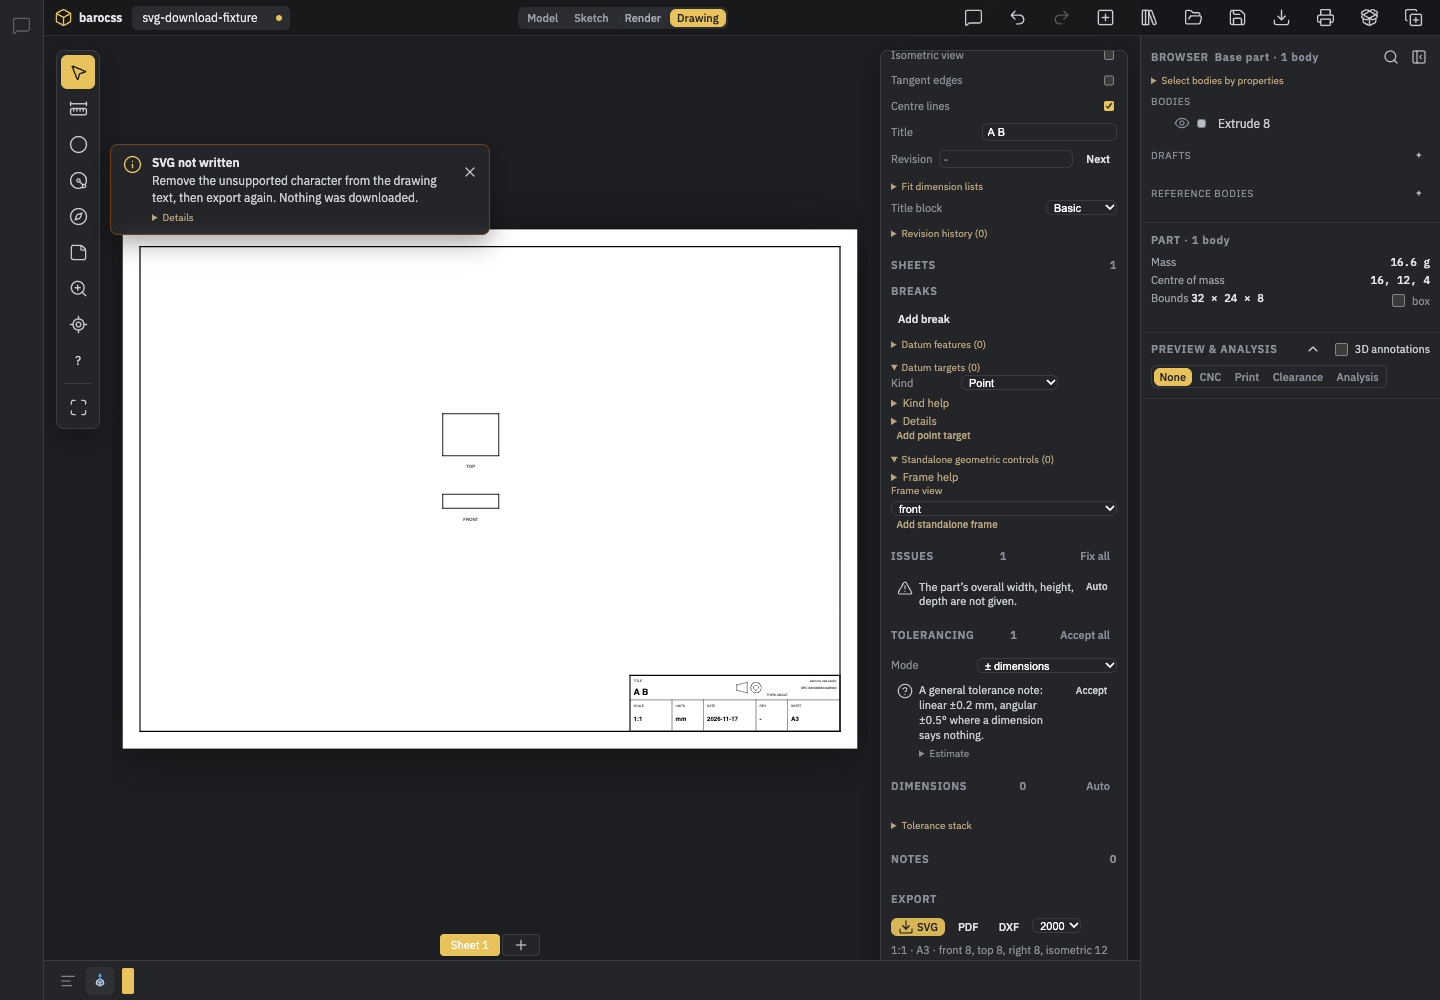 barocss
svg-download-fixture
Model
Sketch
Render
Drawing
SVG not written
Remove the unsupported character from the drawing
text, then export again. Nothing was downloaded.
Details
?
TOP
FRONT
TITLE
A B
THIRD ANGLE
SCALE
UNITS
DATE
REV
SHEET
1:1
mm
2026-11-17
-
A3
Sheet 1
Isometric view
Tangent edges
Centre lines
Title
A B
Revision
-
Next
Fit dimension lists
Title block
Basic
Revision history (0)
SHEETS
1
BREAKS
Add break
Datum features (0)
Datum targets (0)
Kind
Point
Kind help
Details
Add point target
Standalone geometric controls (0)
Frame help
Frame view
front
Add standalone frame
ISSUES
1
Fix all
The part's overall width, height,
depth are not given.
Auto
TOLERANCING
1
Accept all
Mode
± dimensions
A general tolerance note:
linear ±0.2 mm, angular
±0.5° where a dimension
says nothing.
Accept
Estimate
DIMENSIONS
0
Auto
Tolerance stack
NOTES
0
EXPORT
SVG
PDF
DXF
2000
1:1 · A3 · front 8, top 8, right 8, isometric 12
BROWSER Base part · 1 body
Select bodies by properties
BODIES
Extrude 8
DRAFTS
REFERENCE BODIES
PART · 1 body
Mass
16.6 g
Centre of mass
16, 12, 4
Bounds 32 × 24 × 8
box
PREVIEW & ANALYSIS
3D annotations
None
CNC
Print
Clearance
Analysis